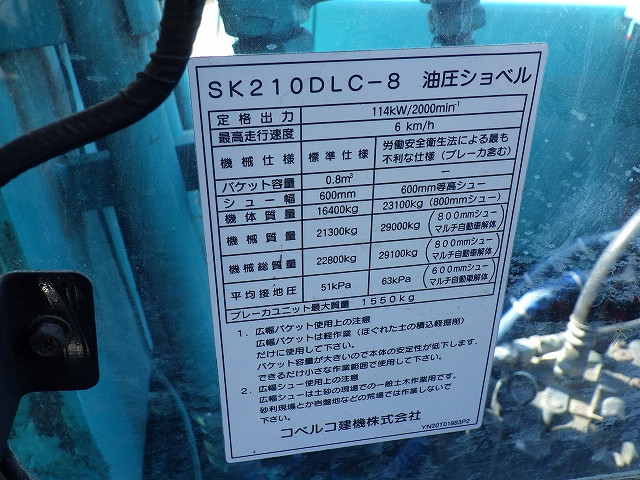 SK210DLC-8 油圧ショベル
定格出力 114kW/2000min⁻¹
最高走行速度 6 km/h
機械仕様 標準仕様 労働安全衛生法による最も不利な仕様(ブレーカ含む)
バケット容量 0.8m³ －
シュー幅 600mm 600mm等高シュー
機体質量 16400kg 23100kg (800mmシュー)
機械質量 21300kg 29000kg (800mmシュー マルチ自動車解体)
機械総質量 22800kg 29100kg (800mmシュー マルチ自動車解体)
平均接地圧 51kPa 63kPa (600mmシュー マルチ自動車解体)
ブレーカユニット最大質量 1550kg
1. 広幅バケット使用上の注意
広幅バケットは軽作業(ほぐれた土の積込軽掘削)
だけに使用して下さい。
バケット容量が大きいので本体の安定性が低下します、
できるだけ小さな作業範囲で使用して下さい。
2. 広幅シュー使用上の注意
広幅シューは土砂の現場での一般土木作業用です。
砂利現場とか岩盤地などの荒場では作業しないで
下さい。
コベルコ建機株式会社
YN20T01983P2